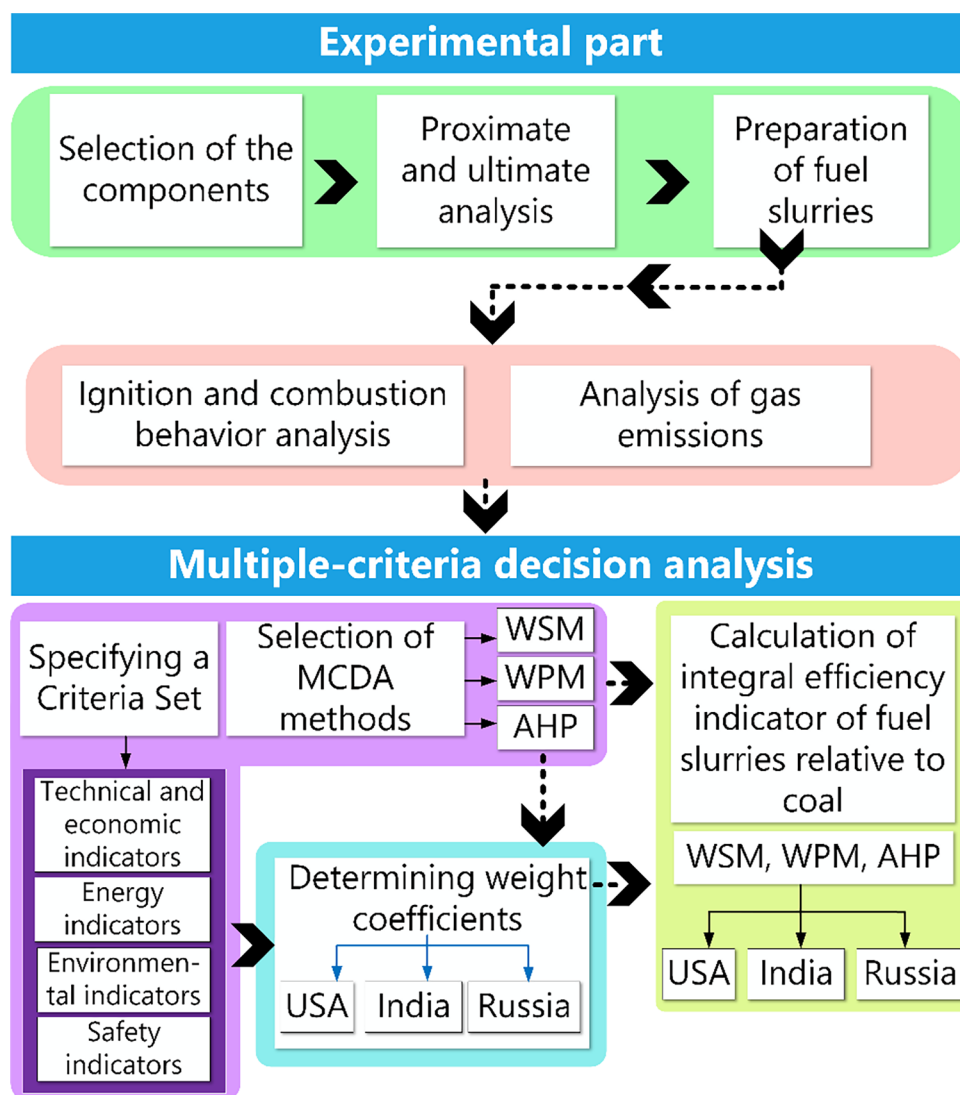 Experimental part
Selection of the
components
Proximate
and ultimate
analysis
Preparation
of fuel
slurries
Ignition and combustion
behavior analysis
Analysis of gas
emissions
Multiple-criteria decision analysis
Specifying a
Criteria Set
Selection of
MCDA
methods
WSM
WPM
AHP
Technical and
economic
indicators
Energy
indicators
Environmen-
tal indicators
Safety
indicators
Determining weight
coefficients
USA
India
Russia
Calculation of
integral efficiency
indicator of fuel
slurries relative to
coal
WSM, WPM, AHP
USA
India
Russia